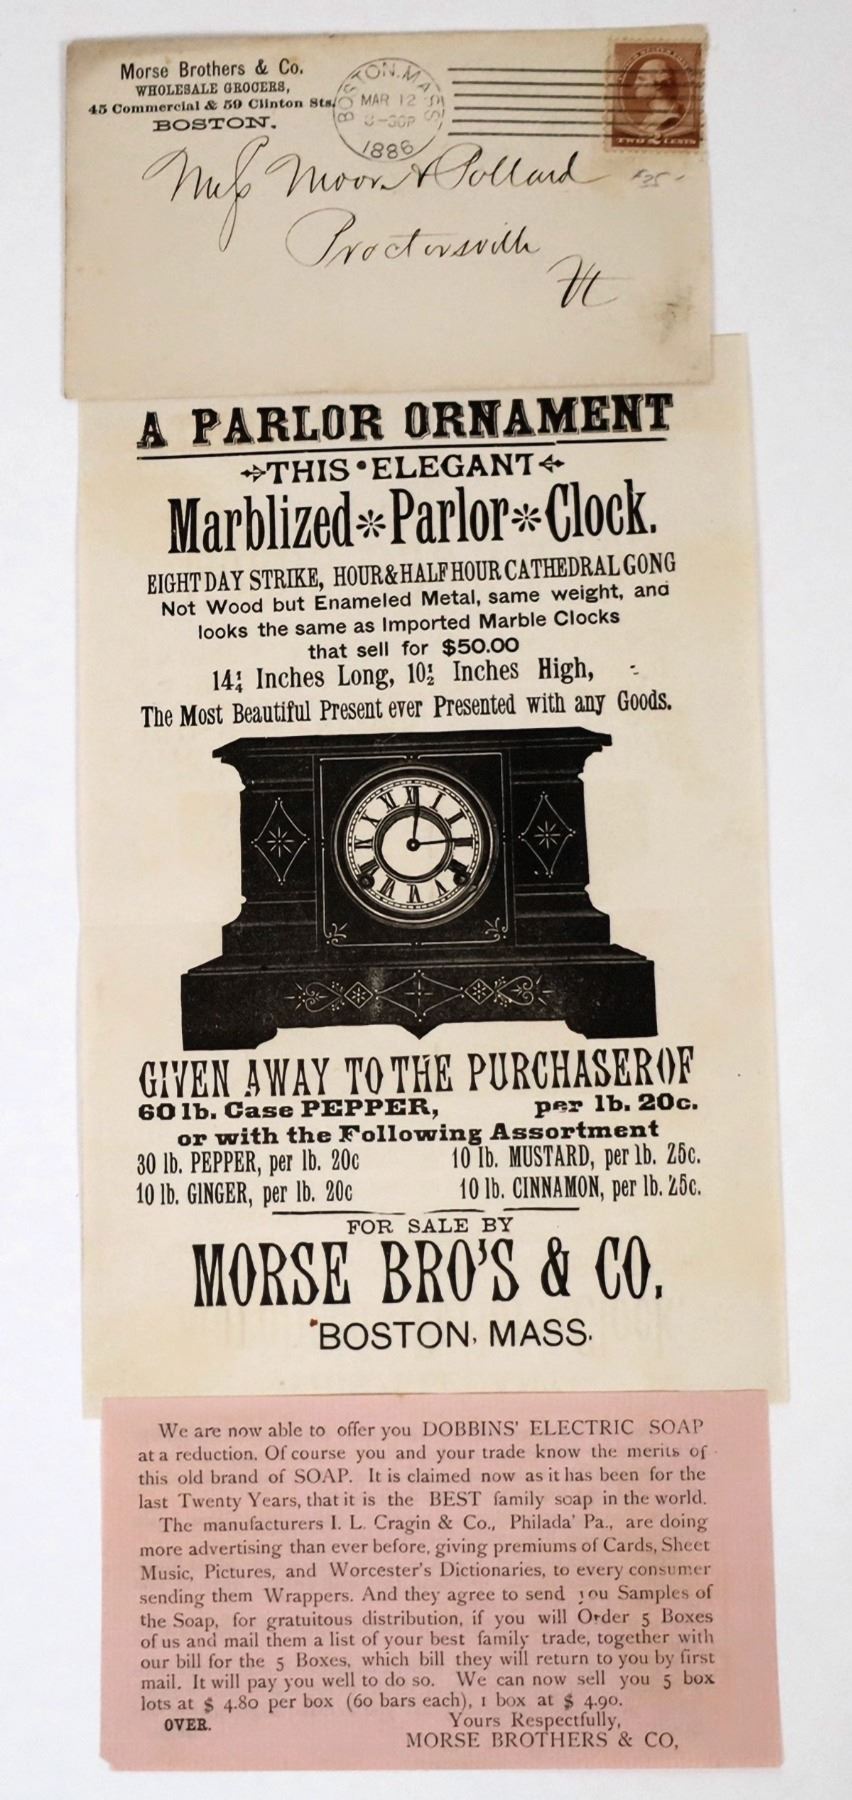 Morse Brothers & Co.
WHOLESALE GROCERS,
45 Commercial & 59 Clinton Sts.
BOSTON.
BOSTON, MASS
MAR 12
-30P
1886
TWO 2 CENTS
Mess Moore & Pollard
Proctorsville
Vt
A PARLOR ORNAMENT
THIS • ELEGANT
Marblized * Parlor * Clock.
EIGHT DAY STRIKE, HOUR & HALF HOUR CATHEDRAL GONG
Not Wood but Enameled Metal, same weight, and
looks the same as Imported Marble Clocks
that sell for $50.00
14¼ Inches Long, 10½ Inches High,
The Most Beautiful Present ever Presented with any Goods.
GIVEN AWAY TO THE PURCHASER OF
60 lb. Case PEPPER, per lb. 20c.
or with the Following Assortment
30 lb. PEPPER, per lb. 20c 10 lb. MUSTARD, per lb. 25c.
10 lb. GINGER, per lb. 20c 10 lb. CINNAMON, per lb. 25c.
FOR SALE BY
MORSE BRO'S & CO,
BOSTON, MASS.
We are now able to offer you DOBBINS' ELECTRIC SOAP
at a reduction. Of course you and your trade know the merits of
this old brand of SOAP. It is claimed now as it has been for the
last Twenty Years, that it is the BEST family soap in the world.
The manufacturers I. L. Cragin & Co., Philada' Pa., are doing
more advertising than ever before, giving premiums of Cards, Sheet
Music, Pictures, and Worcester's Dictionaries, to every consumer
sending them Wrappers. And they agree to send you Samples of
the Soap, for gratuitous distribution, if you will Order 5 Boxes
of us and mail them a list of your best family trade, together with
our bill for the 5 Boxes, which bill they will return to you by first
mail. It will pay you well to do so. We can now sell you 5 box
lots at $ 4.80 per box (60 bars each), 1 box at $ 4.90.
OVER. Yours Respectfully,
MORSE BROTHERS & CO,